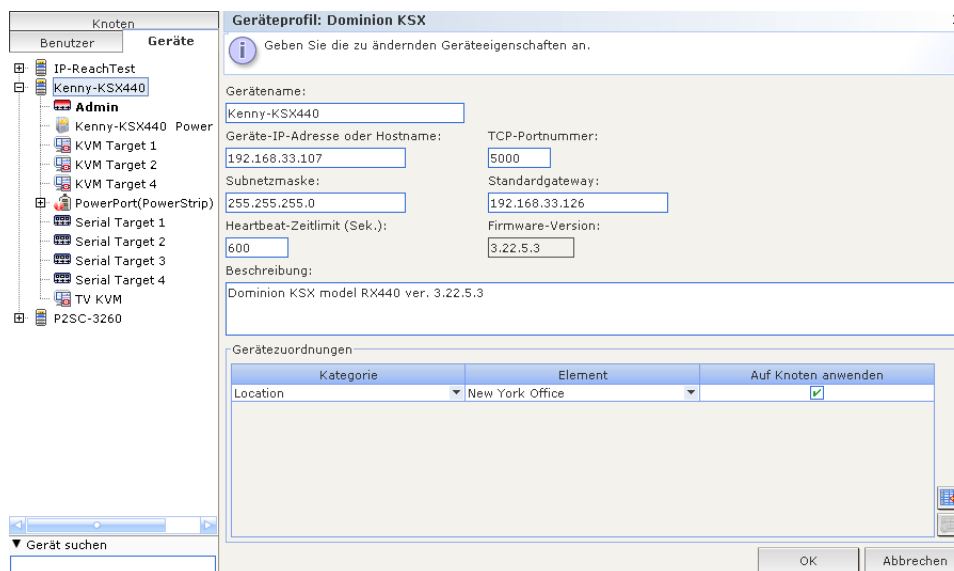 Knoten
Benutzer
Geräte
IP-ReachTest
Kenny-KSX440
Admin
Kenny-KSX440 Power
KVM Target 1
KVM Target 2
KVM Target 4
PowerPort(PowerStrip)
Serial Target 1
Serial Target 2
Serial Target 3
Serial Target 4
TV KVM
P2SC-3260
Gerät suchen
Geräteprofil: Dominion KSX
Geben Sie die zu ändernden Geräteeigenschaften an.
Gerätename:
Kenny-KSX440
Geräte-IP-Adresse oder Hostname:
TCP-Portnummer:
192.168.33.107
5000
Subnetzmaske:
Standardgateway:
255.255.255.0
192.168.33.126
Heartbeat-Zeitlimit (Sek.):
Firmware-Version:
600
3.22.5.3
Beschreibung:
Dominion KSX model RX440 ver. 3.22.5.3
Gerätezuordnungen
Kategorie
Element
Auf Knoten anwenden
Location
New York Office
OK
Abbrechen